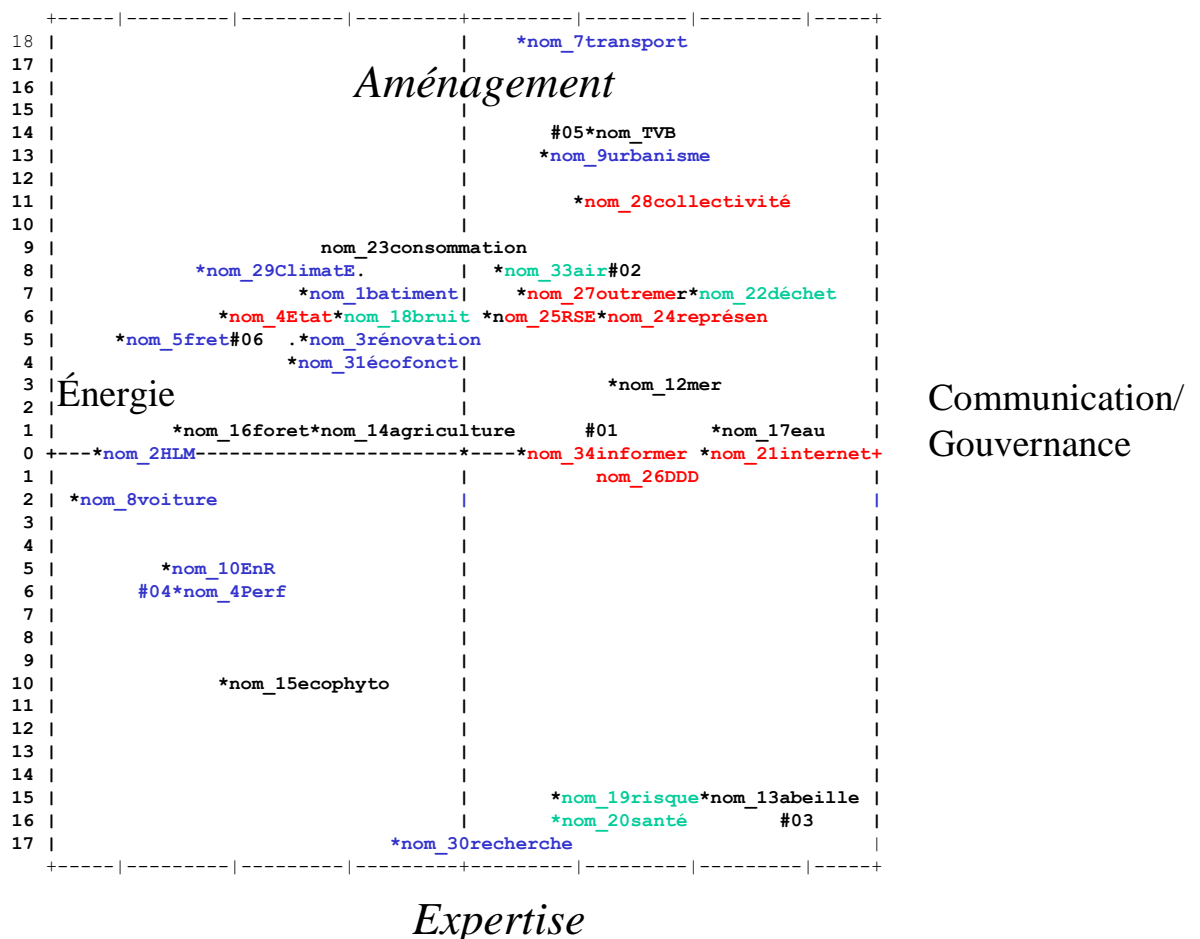 +-----|---------|---------|---------+---------|---------|---------|-----+
18 | | *nom_7transport |
17 | | |
Aménagement
16 | | |
15 | | |
14 | | #05*nom_TVB |
13 | | *nom_9urbanisme |
12 | | |
11 | | *nom_28collectivité |
10 | | |
9 | nom_23consommation |
8 | *nom_29ClimatE. | *nom_33air#02 |
7 | *nom_1batiment| *nom_27outremer*nom_22déchet |
6 | *nom_4Etat*nom_18bruit *nom_25RSE*nom_24représen |
5 | *nom_5fret#06 .*nom_3rénovation |
4 | *nom_31écofonct| |
3 | | *nom_12mer |
Énergie
Communication/
2 | | |
1 | *nom_16foret*nom_14agriculture #01 *nom_17eau |
Gouvernance
0 +---*nom_2HLM-----------------------*----*nom_34informer *nom_21internet+
1 | | nom_26DDD |
2 | *nom_8voiture | |
3 | | |
4 | | |
5 | *nom_10EnR | |
6 | #04*nom_4Perf | |
7 | | |
8 | | |
9 | | |
10 | *nom_15ecophyto | |
11 | | |
12 | | |
13 | | |
14 | | |
15 | | *nom_19risque*nom_13abeille |
16 | | *nom_20santé #03 |
17 | *nom_30recherche |
+-----|---------|---------|---------+---------|---------|---------|-----+
Expertise